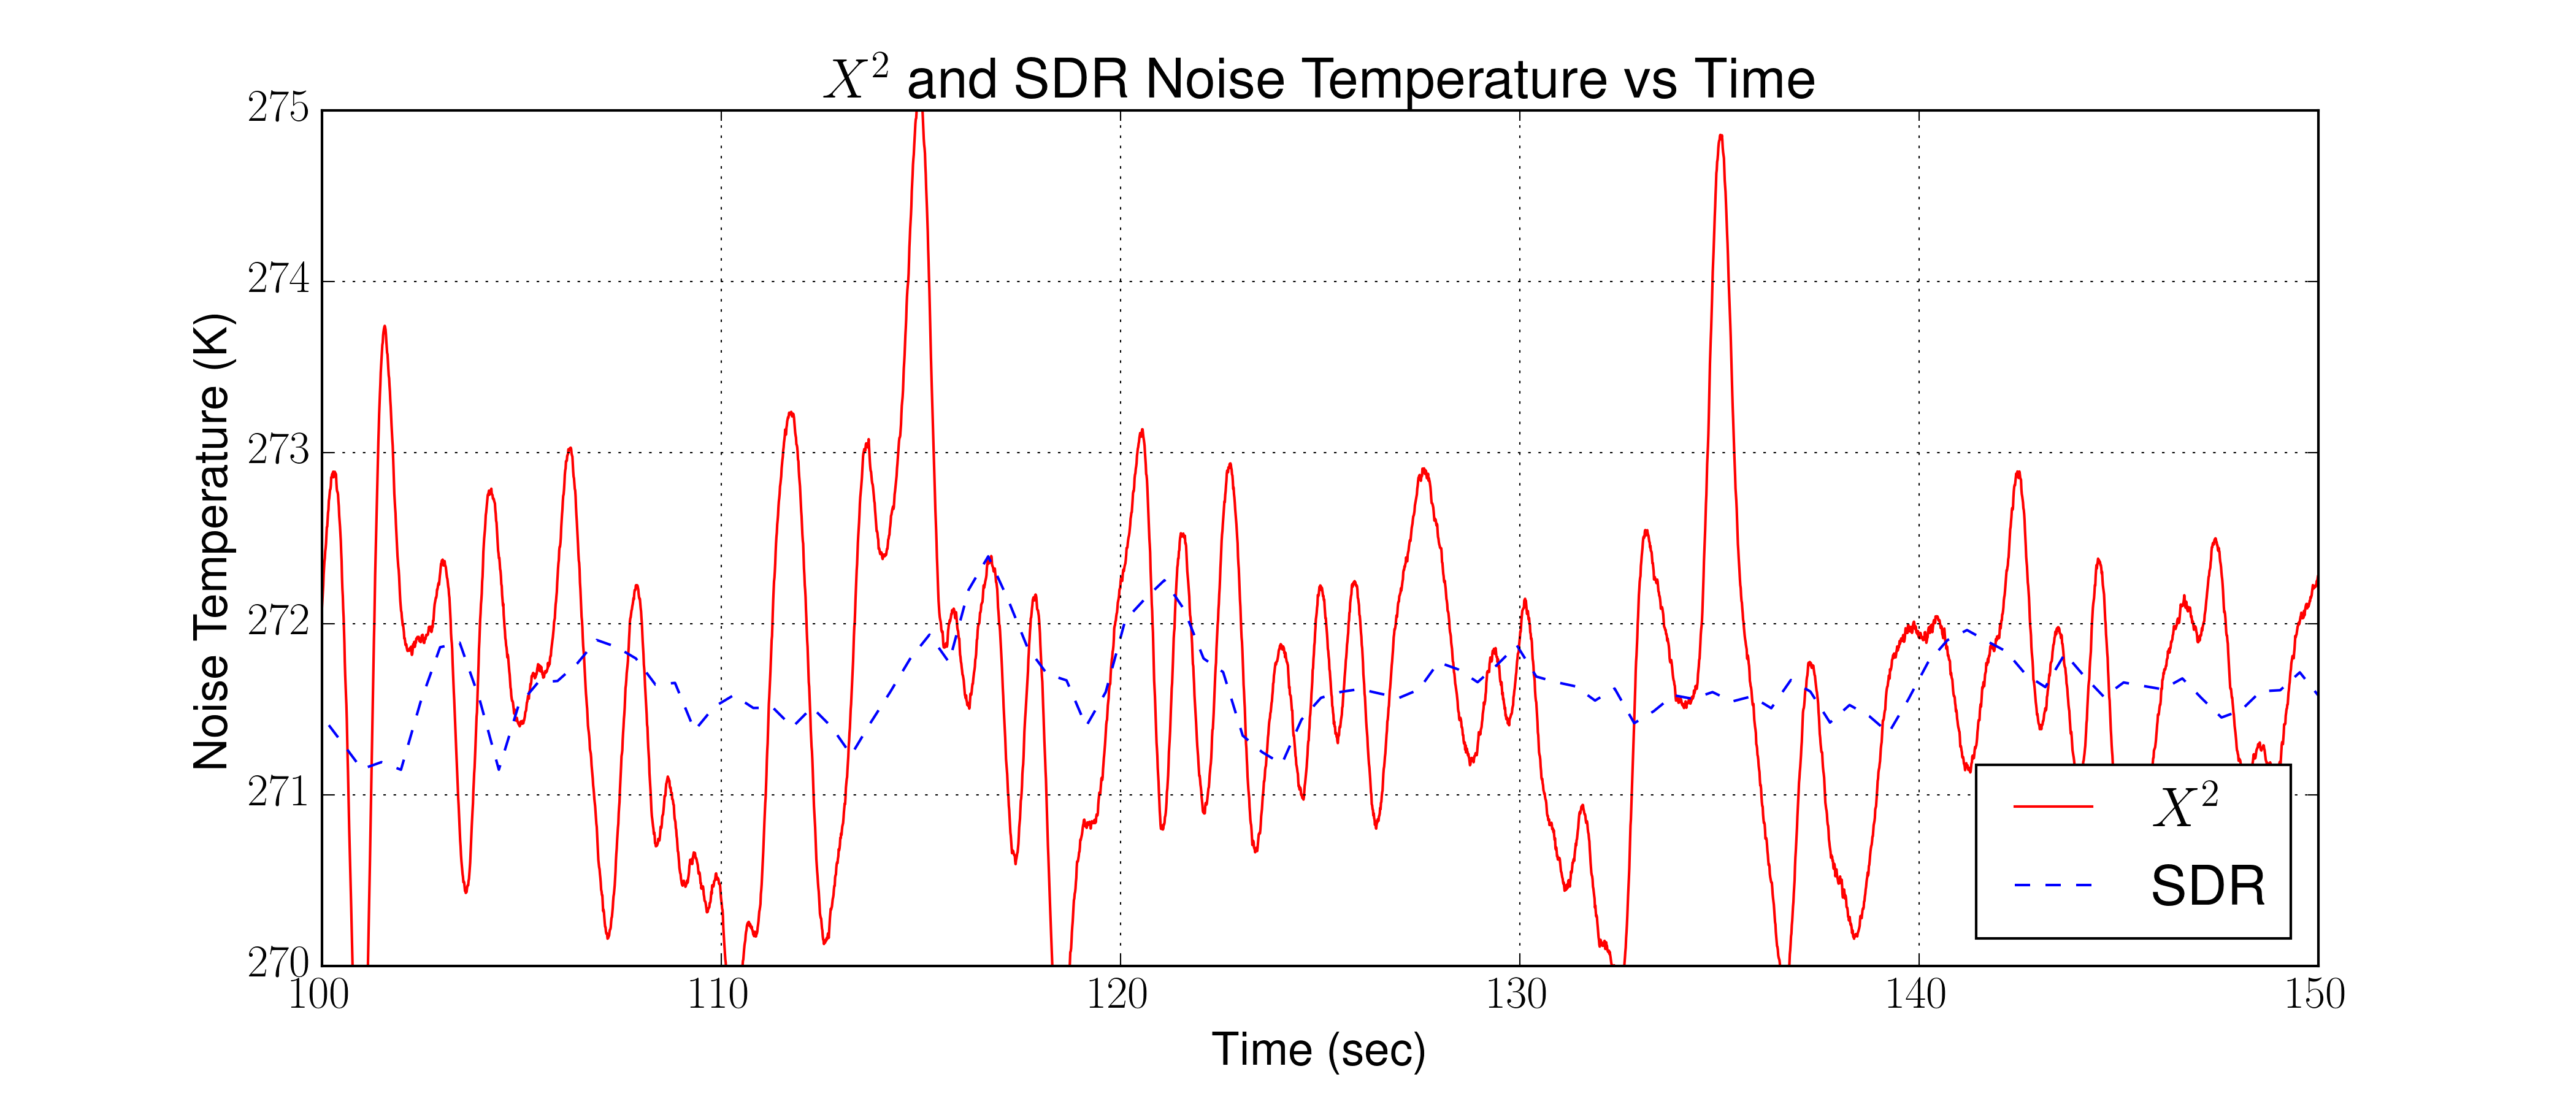 X² and SDR Noise Temperature vs Time
Noise Temperature (K)
275
274
273
272
271
270
100 110 120 130 140 150
Time (sec)
X²
SDR